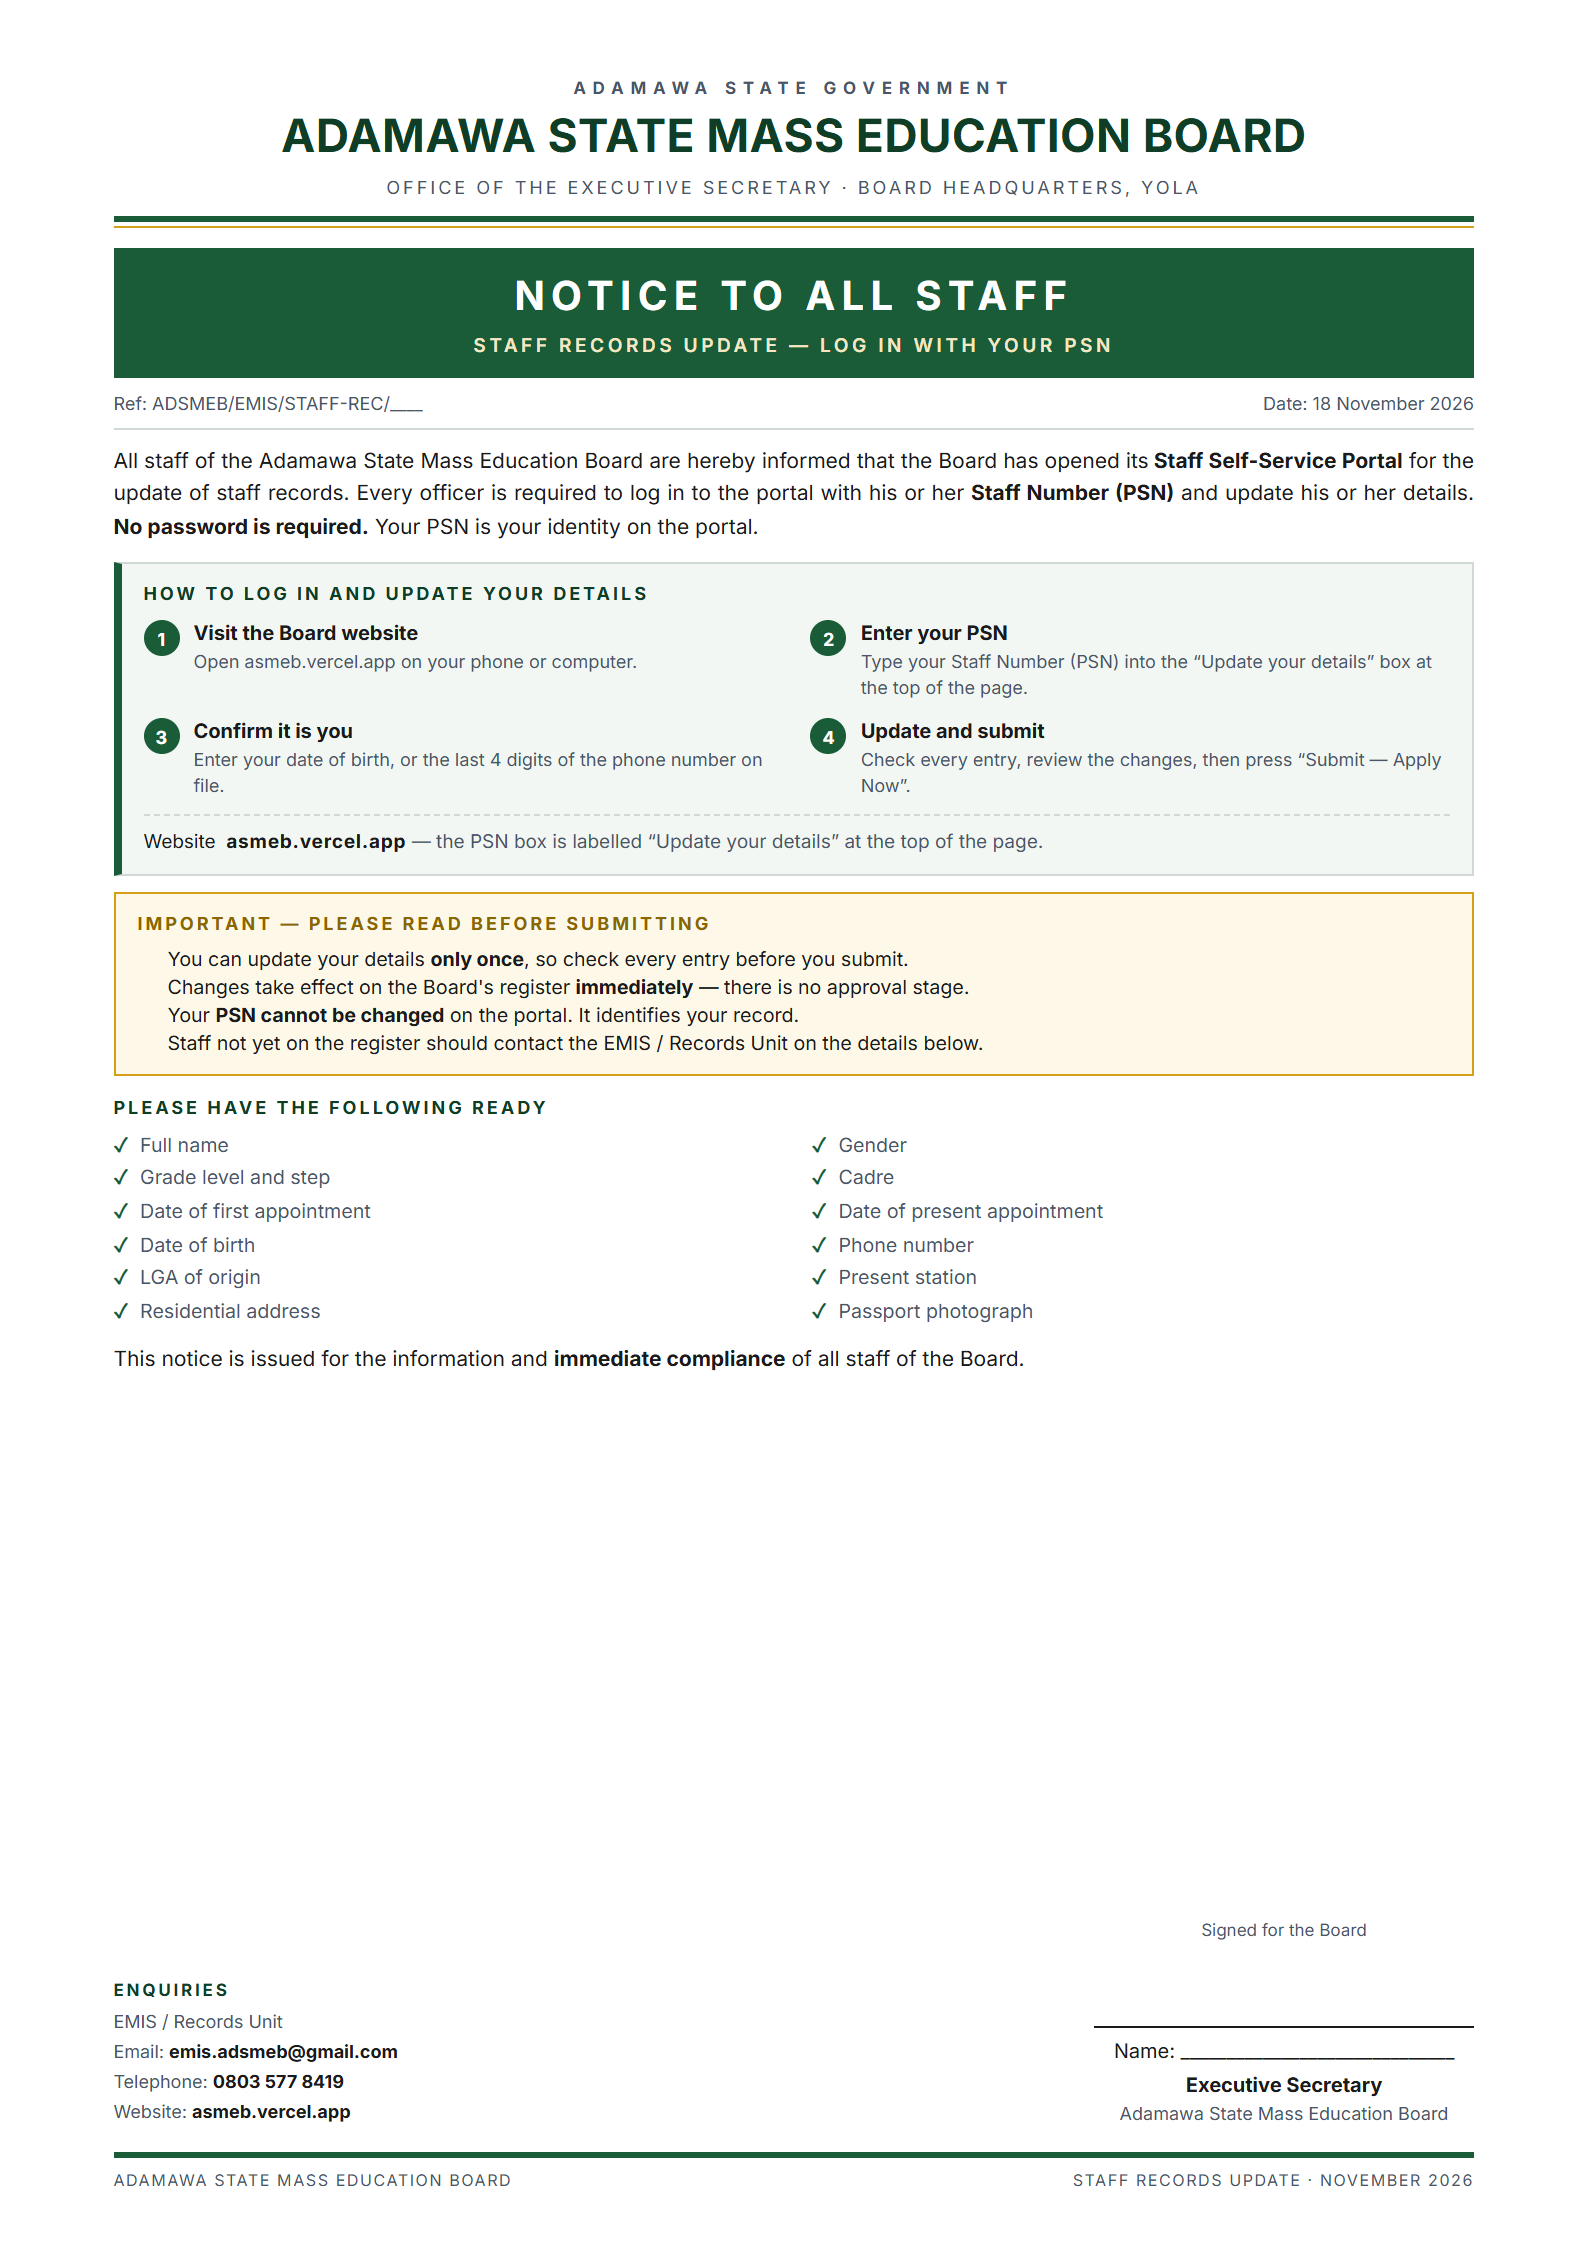 ADAMAWA STATE GOVERNMENT
ADAMAWA STATE MASS EDUCATION BOARD
OFFICE OF THE EXECUTIVE SECRETARY · BOARD HEADQUARTERS, YOLA
NOTICE TO ALL STAFF
STAFF RECORDS UPDATE — LOG IN WITH YOUR PSN
Ref: ADSMEB/EMIS/STAFF-REC/____
Date: 18 November 2026
All staff of the Adamawa State Mass Education Board are hereby informed that the Board has opened its Staff Self-Service Portal for the
update of staff records. Every officer is required to log in to the portal with his or her Staff Number (PSN) and update his or her details.
No password is required. Your PSN is your identity on the portal.
HOW TO LOG IN AND UPDATE YOUR DETAILS
1 Visit the Board website
Open asmeb.vercel.app on your phone or computer.
2 Enter your PSN
Type your Staff Number (PSN) into the “Update your details” box at
the top of the page.
3 Confirm it is you
Enter your date of birth, or the last 4 digits of the phone number on
file.
4 Update and submit
Check every entry, review the changes, then press “Submit — Apply
Now”.
Website asmeb.vercel.app — the PSN box is labelled “Update your details” at the top of the page.
IMPORTANT — PLEASE READ BEFORE SUBMITTING
You can update your details only once, so check every entry before you submit.
Changes take effect on the Board's register immediately — there is no approval stage.
Your PSN cannot be changed on the portal. It identifies your record.
Staff not yet on the register should contact the EMIS / Records Unit on the details below.
PLEASE HAVE THE FOLLOWING READY
✓ Full name
✓ Gender
✓ Grade level and step
✓ Cadre
✓ Date of first appointment
✓ Date of present appointment
✓ Date of birth
✓ Phone number
✓ LGA of origin
✓ Present station
✓ Residential address
✓ Passport photograph
This notice is issued for the information and immediate compliance of all staff of the Board.
Signed for the Board
ENQUIRIES
EMIS / Records Unit
Email: emis.adsmeb@gmail.com
Telephone: 0803 577 8419
Website: asmeb.vercel.app
Name: _________________________
Executive Secretary
Adamawa State Mass Education Board
ADAMAWA STATE MASS EDUCATION BOARD
STAFF RECORDS UPDATE · NOVEMBER 2026